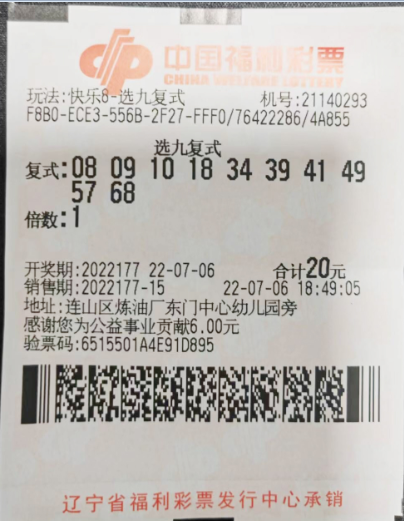 中国福利彩票
CHINA WELFARE LOTTERY
玩法:快乐8-选九复式 机号:21140293
F8B0-ECE3-556B-2F27-FFF0/76422286/4A855
选九复式
复式:08 09 10 18 34 39 41 49
57 68
倍数:1
开奖期:2022177 22-07-06 合计20元
销售期:2022177-15 22-07-06 18:49:05
地址:连山区炼油厂东门中心幼儿园旁
感谢您为公益事业贡献6.00元
验票码:6515501A4E91D895
辽宁省福利彩票发行中心承销